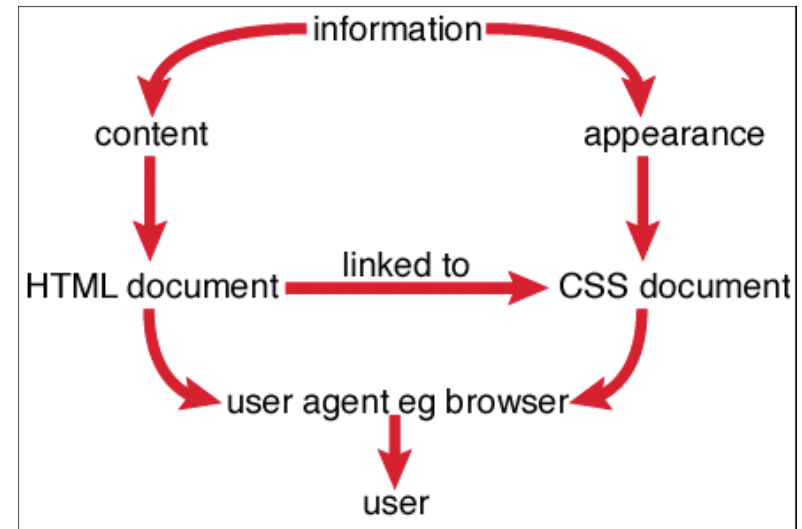 information
content
appearance
linked to
HTML document
CSS document
user agent eg browser
user